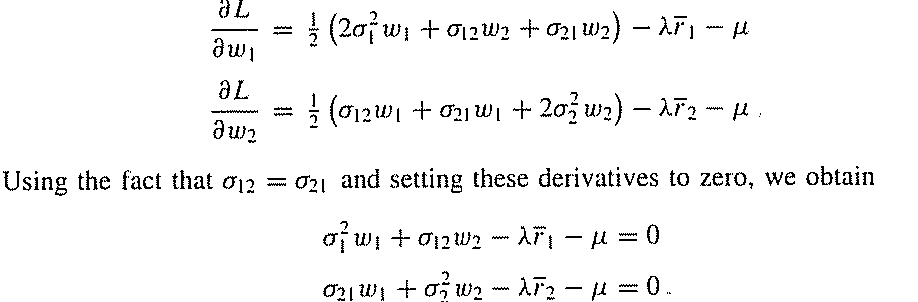 ∂L/∂w₁ = ½ (2σ₁²w₁ + σ₁₂w₂ + σ₂₁w₂) − λr̄₁ − μ
∂L/∂w₂ = ½ (σ₁₂w₁ + σ₂₁w₁ + 2σ₂²w₂) − λr̄₂ − μ .
Using the fact that σ₁₂ = σ₂₁ and setting these derivatives to zero, we obtain
σ₁²w₁ + σ₁₂w₂ − λr̄₁ − μ = 0
σ₂₁w₁ + σ₂²w₂ − λr̄₂ − μ = 0 .